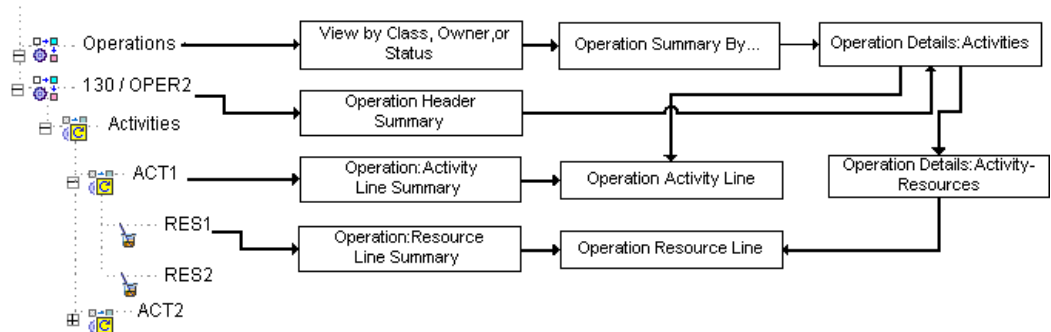 Operations
View by Class, Owner,or
Status
Operation Summary By...
Operation Details:Activities
130 / OPER2
Operation Header
Summary
Activities
ACT1
Operation:Activity
Line Summary
Operation Activity Line
Operation Details:Activity-
Resources
RES1
Operation:Resource
Line Summary
Operation Resource Line
RES2
ACT2